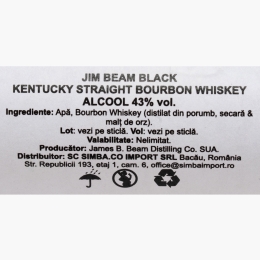 JIM BEAM BLACK
KENTUCKY STRAIGHT BOURBON WHISKEY
ALCOOL 43% vol.
Ingrediente: Apă, Bourbon Whiskey (distilat din porumb, secară &
malț de orz).
Lot: vezi pe sticlă. Vol: vezi pe sticlă.
Valabilitate: Nelimitat.
Producător: James B. Beam Distilling Co. SUA.
Distribuitor: SC SIMBA.CO IMPORT SRL Bacău, România
Str. Republicii 193, etaj 1, cam. 6, office@simbaimport.ro